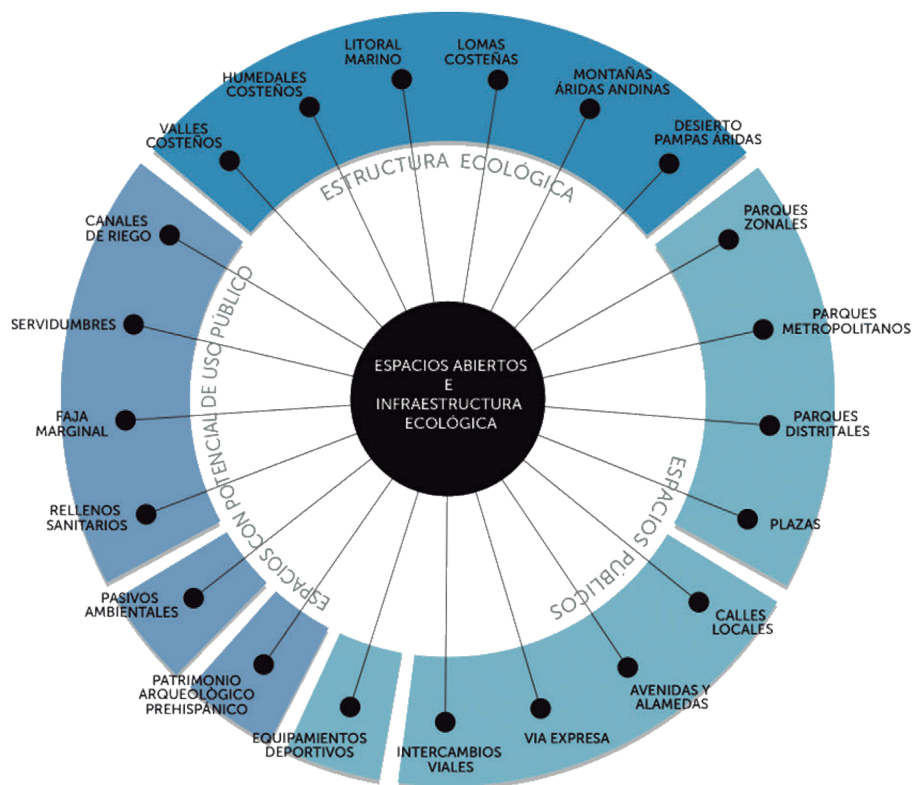 LITORAL
MARINO
LOMAS
COSTEÑAS
HUMEDALES
COSTEÑOS
MONTAÑAS
ÁRIDAS ANDINAS
VALLES
COSTEÑOS
DESIERTO
PAMPAS ÁRIDAS
ESTRUCTURA ECOLÓGICA
CANALES
DE RIEGO
PARQUES
ZONALES
SERVIDUMBRES
PARQUES
METROPOLITANOS
ESPACIOS ABIERTOS
E
INFRAESTRUCTURA
ECOLÓGICA
ESPACIOS CON POTENCIAL DE USO PÚBLICO
FAJA
MARGINAL
PARQUES
DISTRITALES
ESPACIOS PÚBLICOS
RELLENOS
SANITARIOS
PLAZAS
PASIVOS
AMBIENTALES
CALLES
LOCALES
PATRIMONIO
ARQUEOLÓGICO
PREHISPÁNICO
AVENIDAS Y
ALAMEDAS
EQUIPAMIENTOS
DEPORTIVOS
INTERCAMBIOS
VIALES
VIA EXPRESA